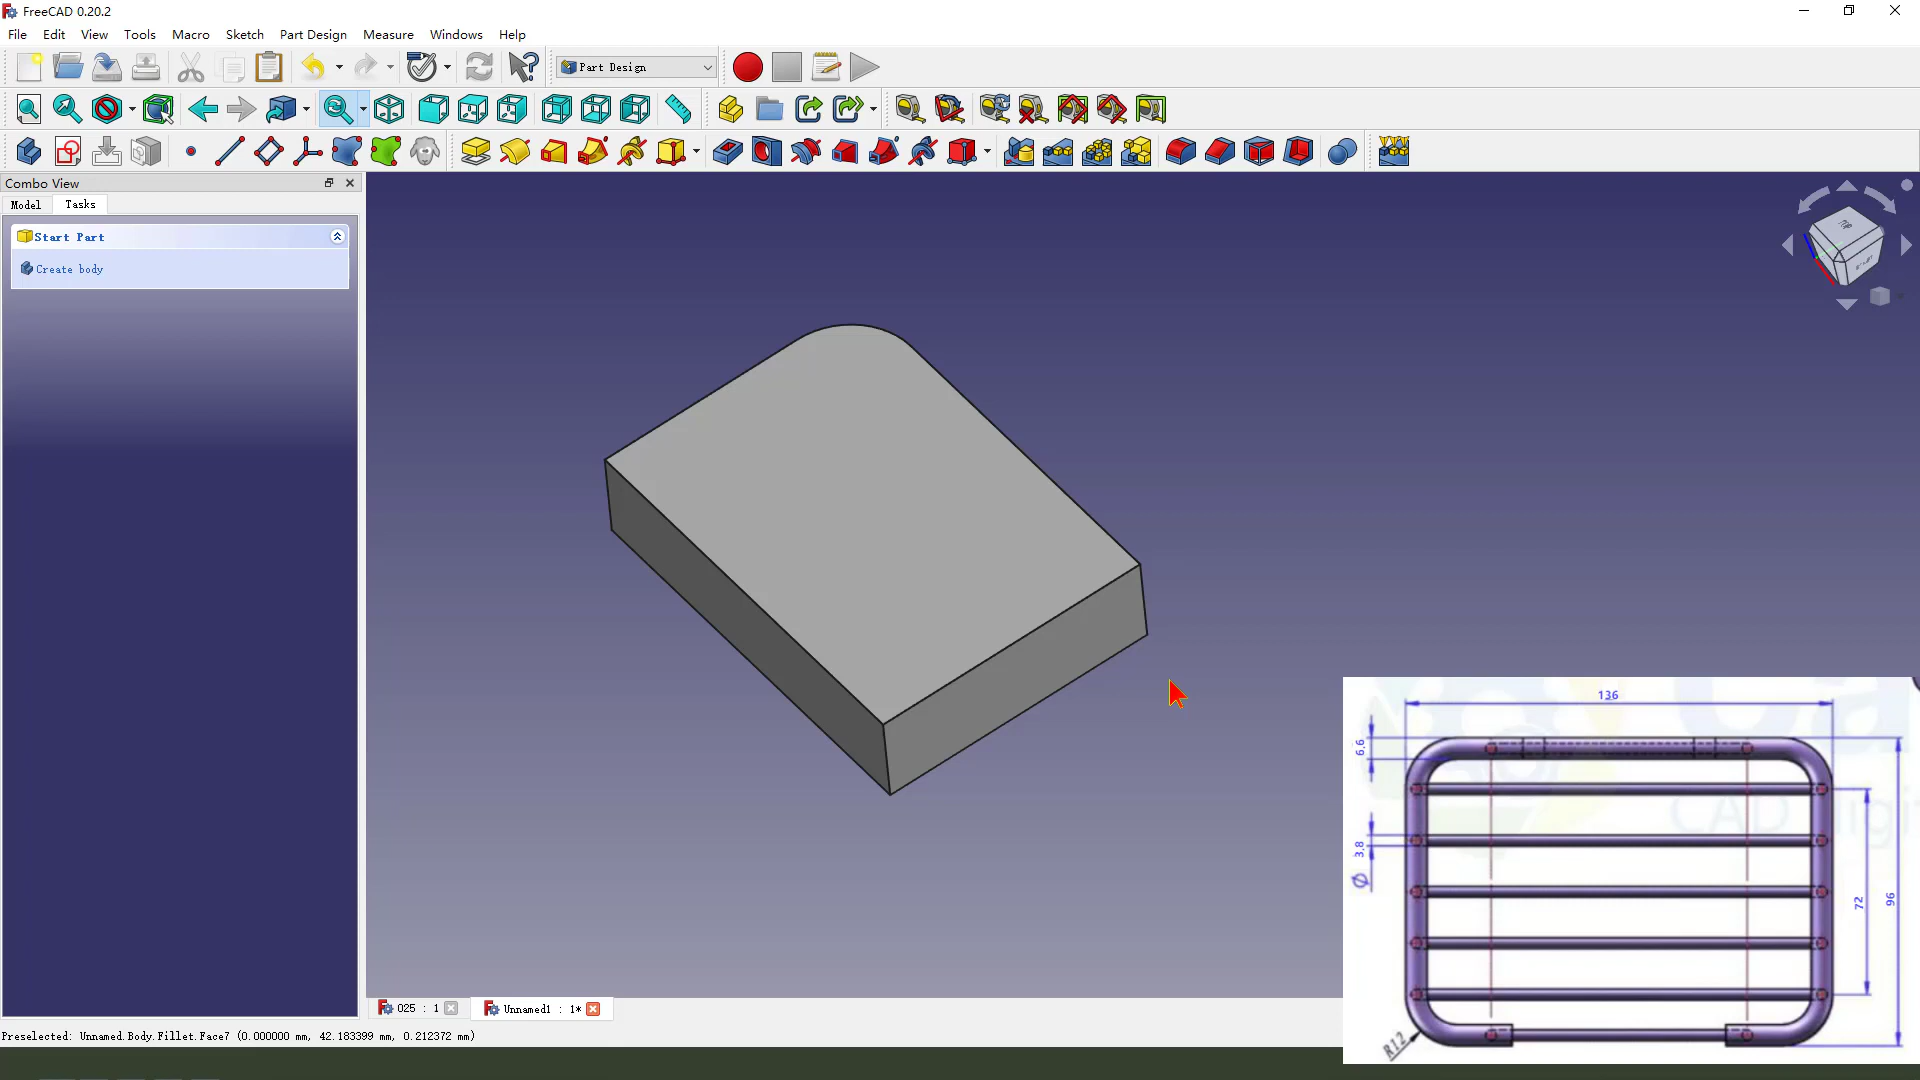 FreeCAD 0.20.2
File Edit View Tools Macro Sketch Part Design Measure Windows Help
Part Design
Combo View
Model Tasks
Start Part
Create body
136
6.6
3.8
Ø
72
96
R12
CAD
025 : 1
Unnamed1 : 1*
Preselected: Unnamed.Body.Fillet.Face7 (0.000000 mm, 42.183399 mm, 0.212372 mm)